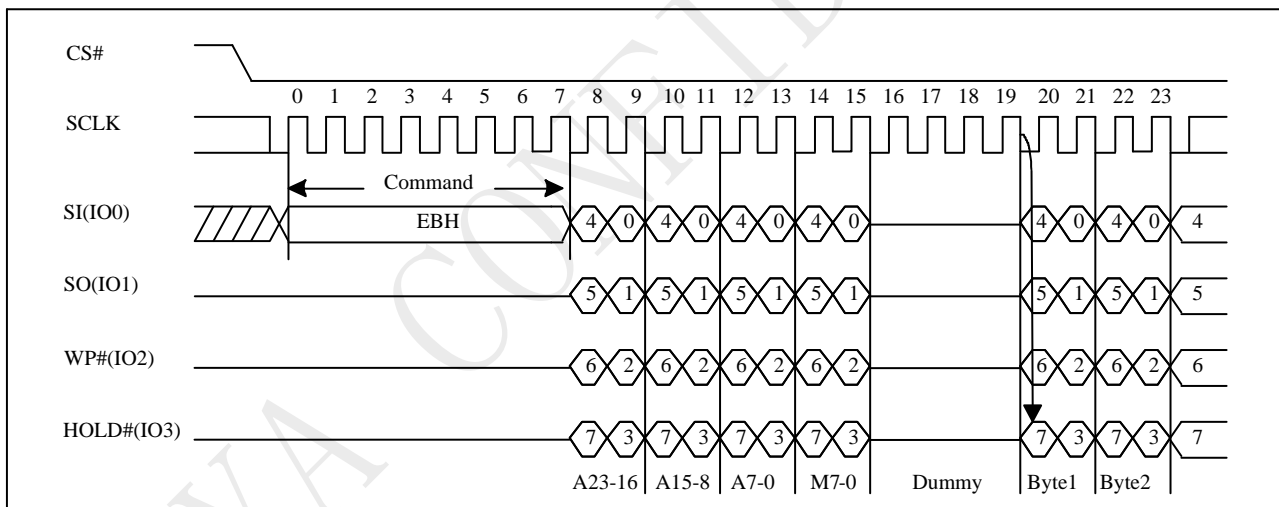 CS#
0 1 2 3 4 5 6 7 8 9 10 11 12 13 14 15 16 17 18 19 20 21 22 23
SCLK
Command
SI(IO0) EBH 4 0 4 0 4 0 4 0 4 0 4 0 4
SO(IO1) 5 1 5 1 5 1 5 1 5 1 5 1 5
WP#(IO2) 6 2 6 2 6 2 6 2 6 2 6 2 6
HOLD#(IO3) 7 3 7 3 7 3 7 3 7 3 7 3 7
A23-16 A15-8 A7-0 M7-0 Dummy Byte1 Byte2